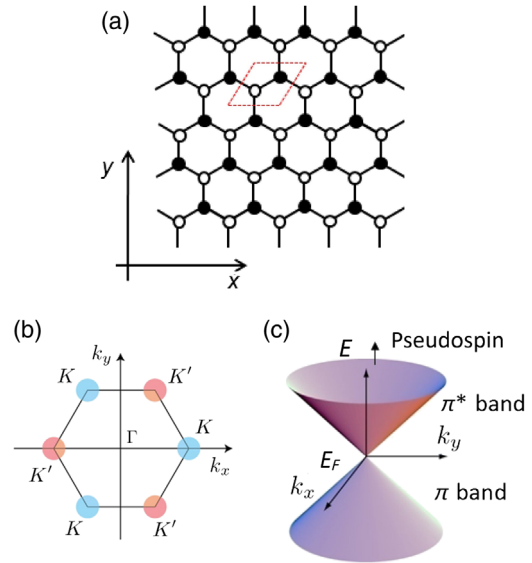 (a)
y
x
(b)
k_y
K
K′
K
Γ
k_x
K′
K
K′
(c)
E
Pseudospin
π* band
E_F
k_y
k_x
π band